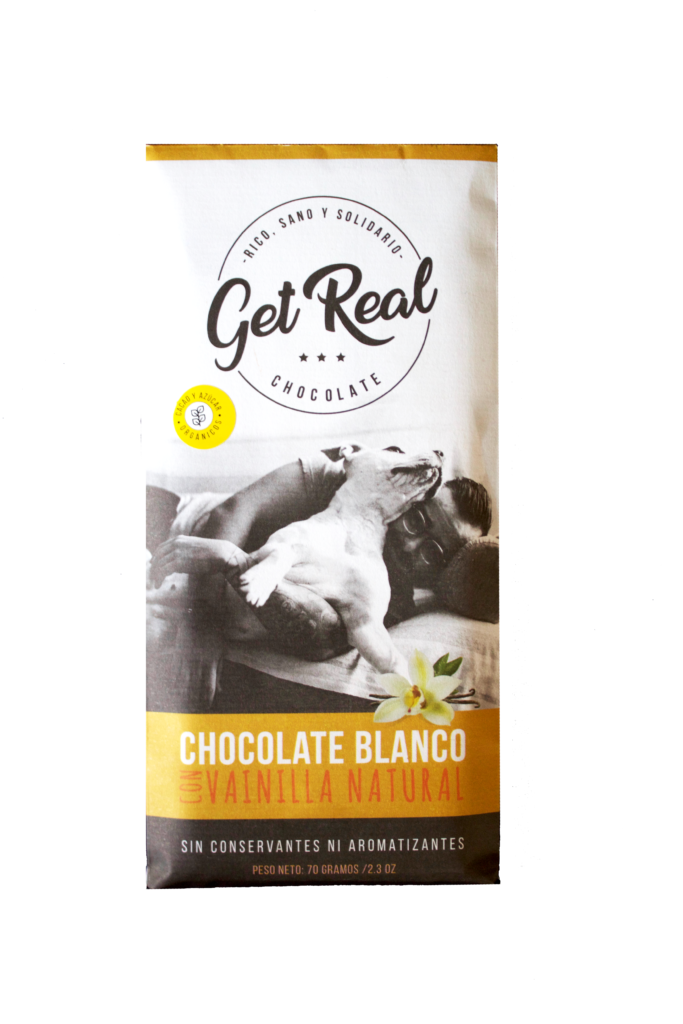 -RICO, SANO Y SOLIDARIO-
Get Real
CHOCOLATE
• CACAO Y AZÚCAR •
ORGÁNICOS
CHOCOLATE BLANCO
CON VAINILLA NATURAL
SIN CONSERVANTES NI AROMATIZANTES
PESO NETO: 70 GRAMOS /2.3 OZ